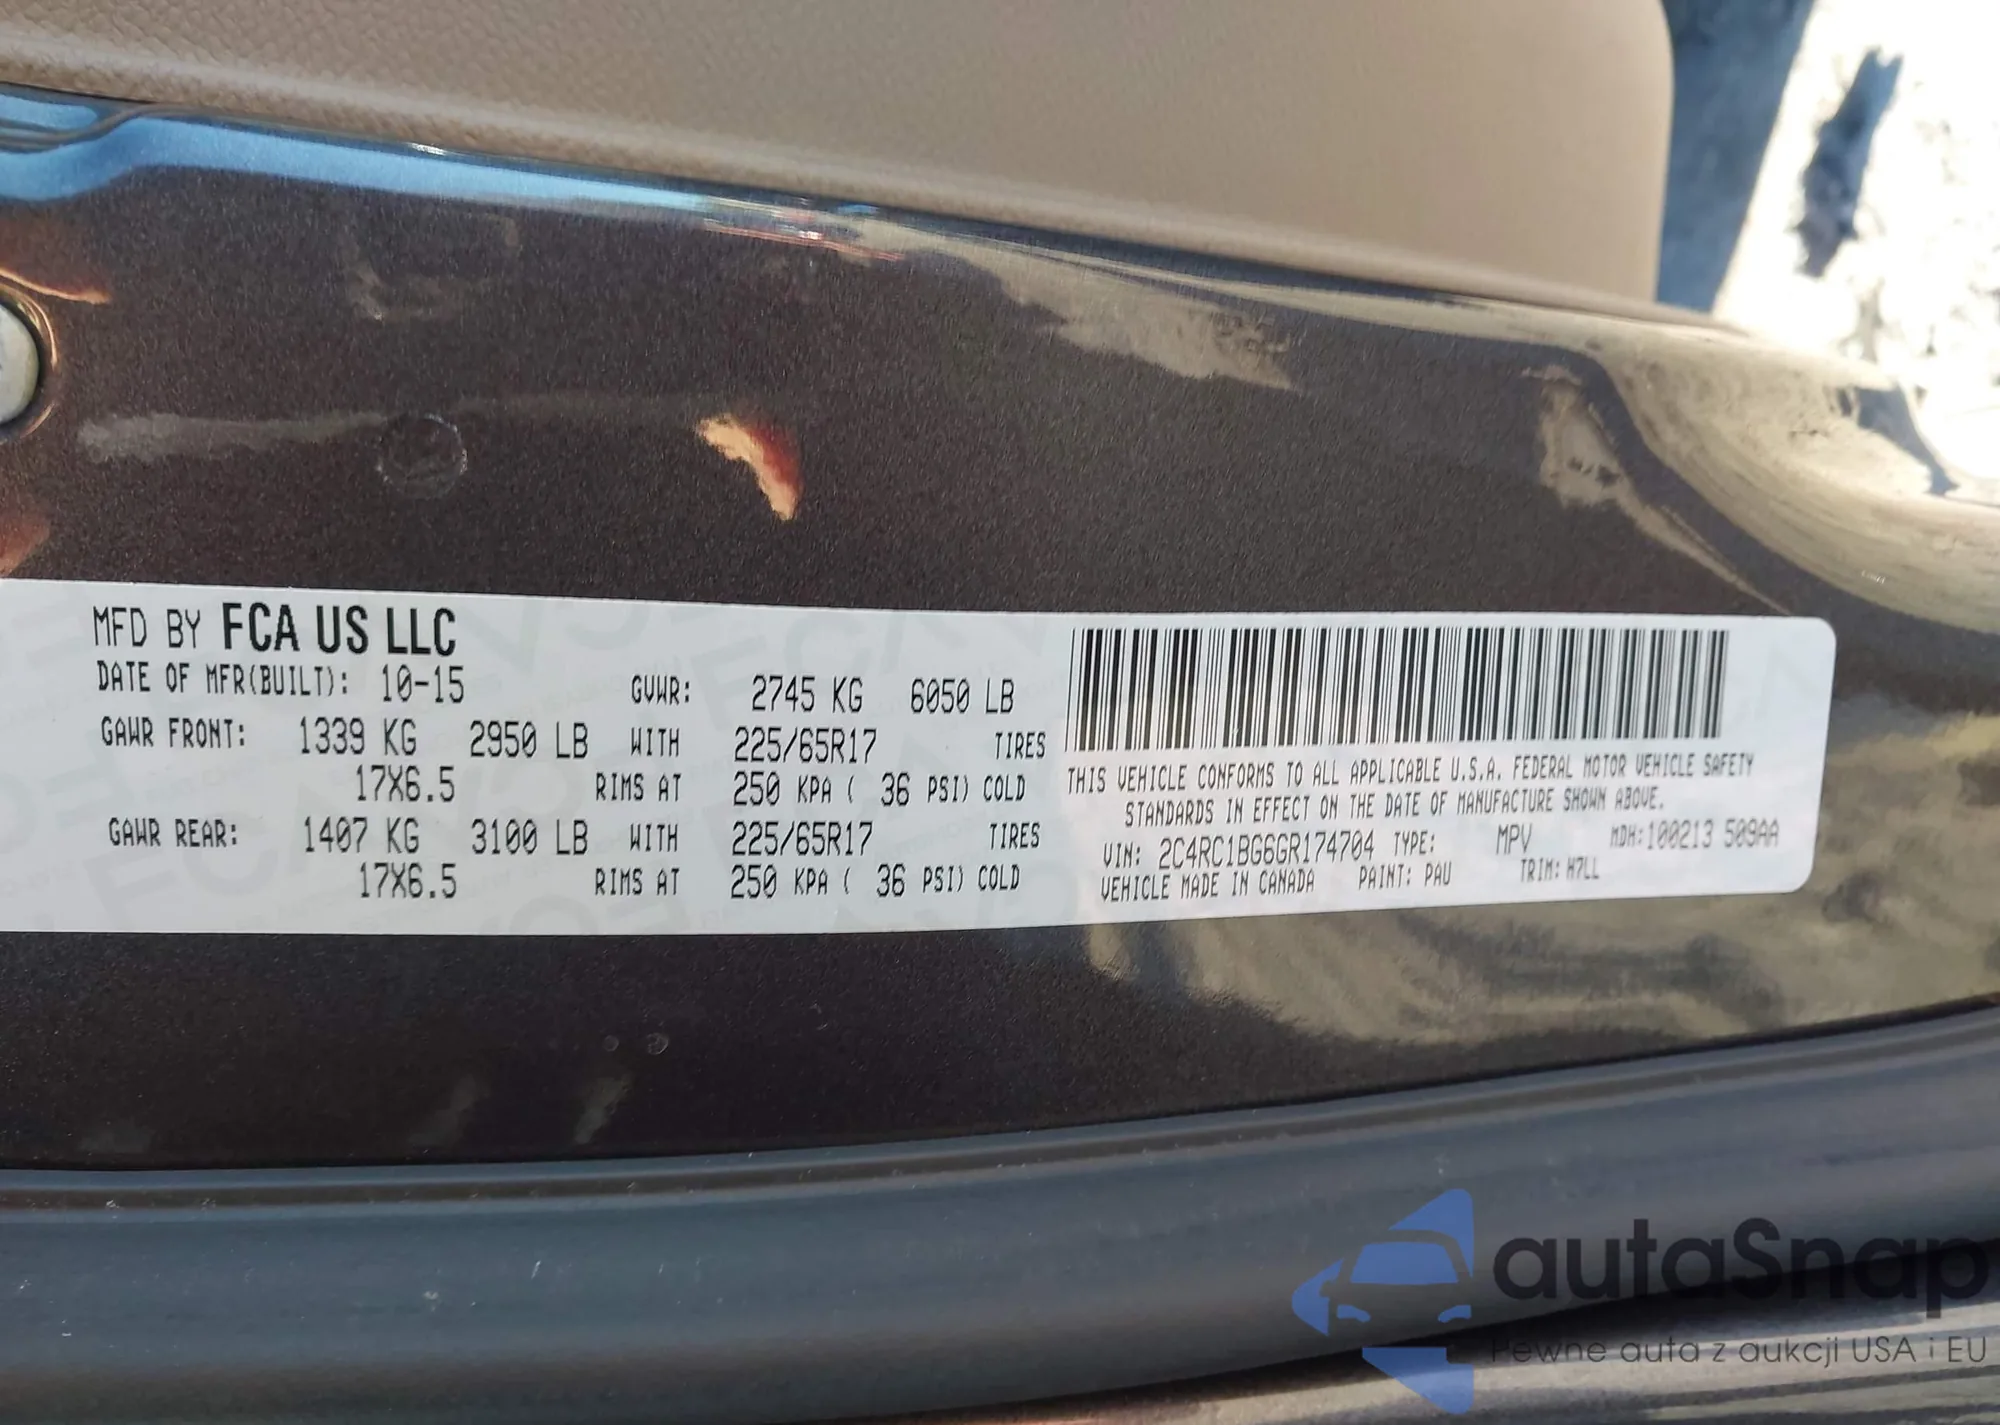 MFD BY FCA US LLC
DATE OF MFR(BUILT): 10-15 GVWR: 2745 KG 6050 LB
GAWR FRONT: 1339 KG 2950 LB WITH 225/65R17 TIRES
17X6.5 RIMS AT 250 KPA ( 36 PSI) COLD
GAWR REAR: 1407 KG 3100 LB WITH 225/65R17 TIRES
17X6.5 RIMS AT 250 KPA ( 36 PSI) COLD
THIS VEHICLE CONFORMS TO ALL APPLICABLE U.S.A. FEDERAL MOTOR VEHICLE SAFETY
STANDARDS IN EFFECT ON THE DATE OF MANUFACTURE SHOWN ABOVE.
VIN: 2C4RC1BG6GR174704 TYPE: MPV MDH:100213 509AA
VEHICLE MADE IN CANADA PAINT: PAU TRIM: H7LL
autaSnap
Pewne auta z aukcji USA i EU